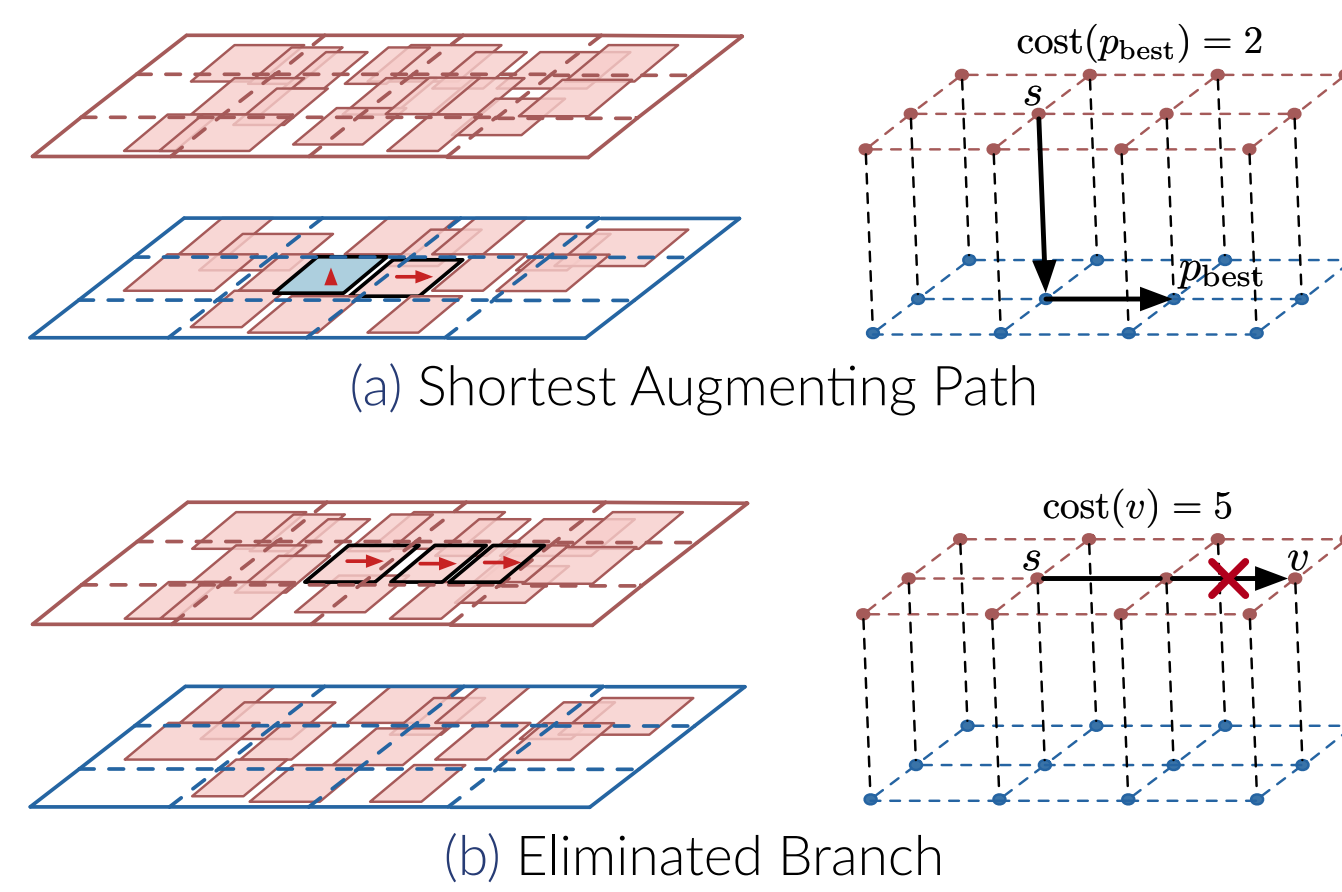 cost(p_best) = 2
s
p_best
(a) Shortest Augmenting Path
cost(v) = 5
s
v
(b) Eliminated Branch